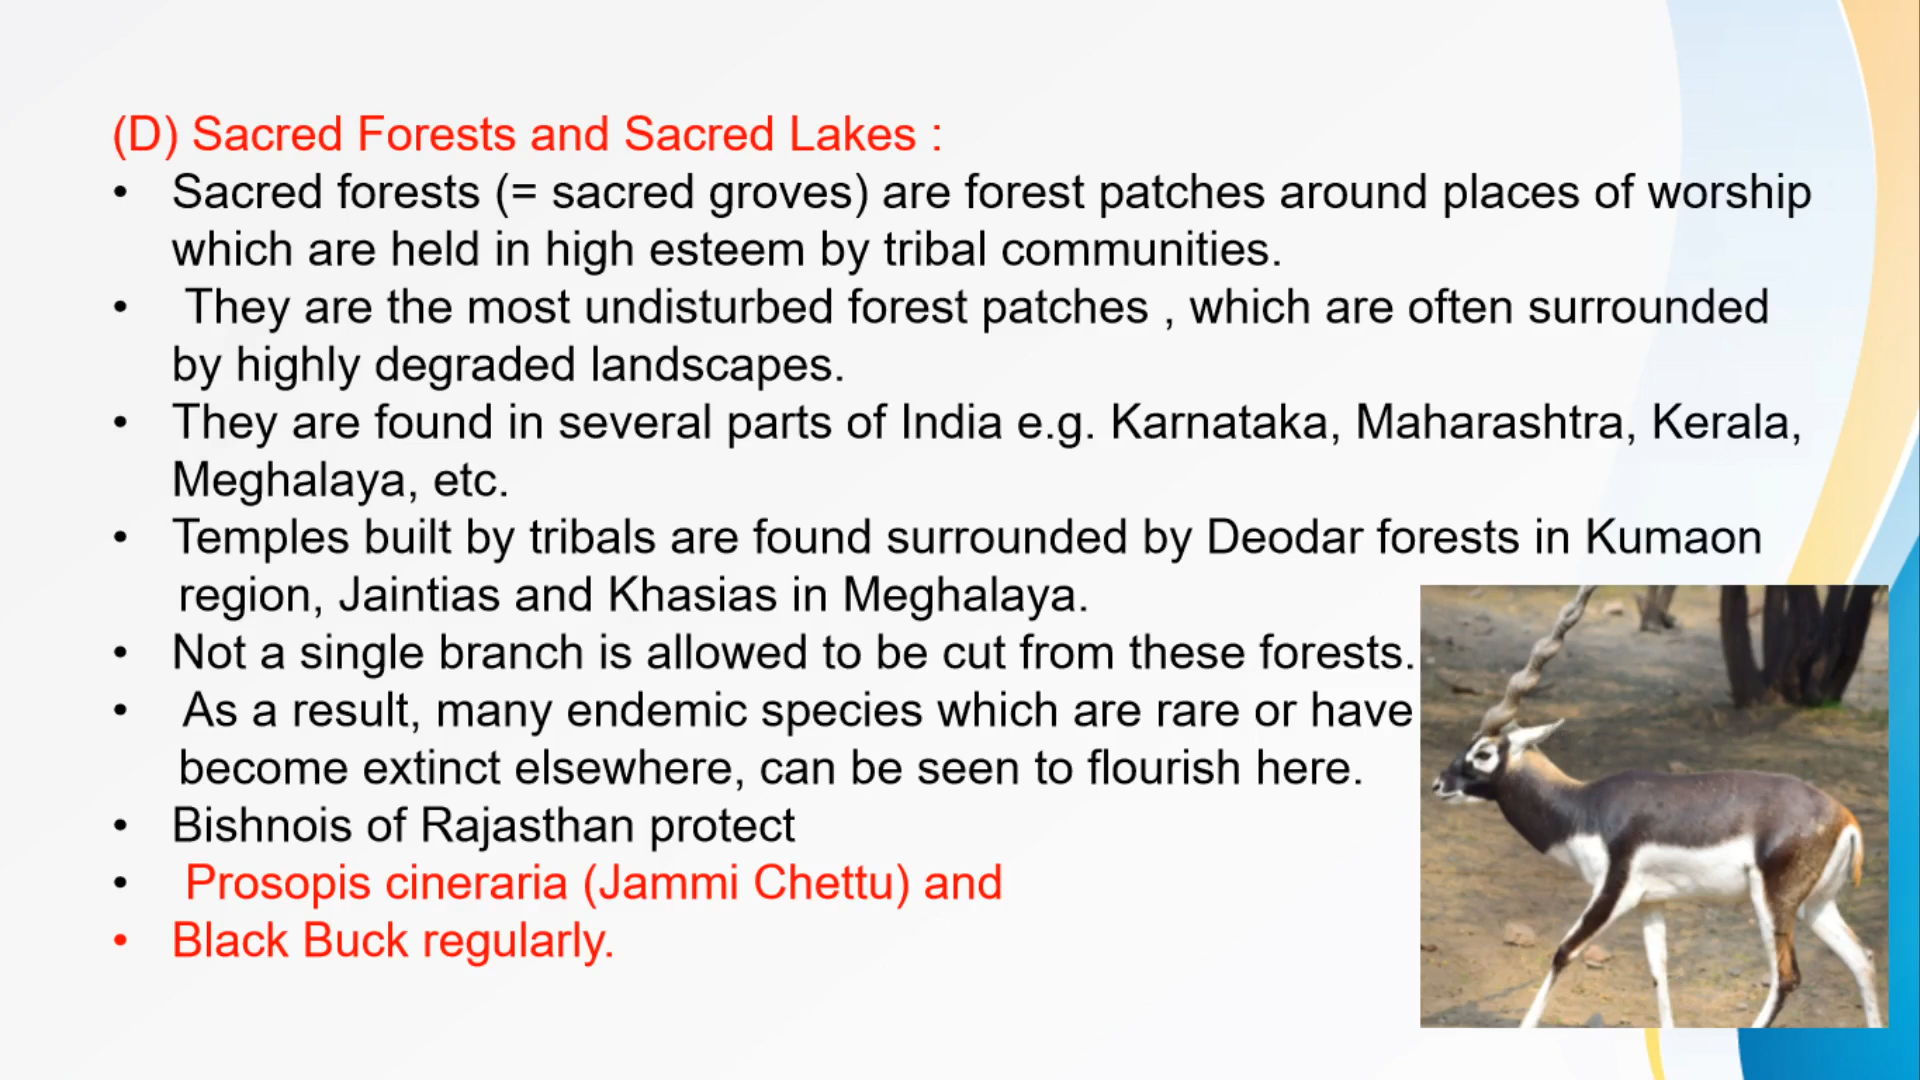 (D) Sacred Forests and Sacred Lakes :
• Sacred forests (= sacred groves) are forest patches around places of worship
which are held in high esteem by tribal communities.
• They are the most undisturbed forest patches , which are often surrounded
by highly degraded landscapes.
• They are found in several parts of India e.g. Karnataka, Maharashtra, Kerala,
Meghalaya, etc.
• Temples built by tribals are found surrounded by Deodar forests in Kumaon
region, Jaintias and Khasias in Meghalaya.
• Not a single branch is allowed to be cut from these forests.
• As a result, many endemic species which are rare or have
become extinct elsewhere, can be seen to flourish here.
• Bishnois of Rajasthan protect
• Prosopis cineraria (Jammi Chettu) and
• Black Buck regularly.